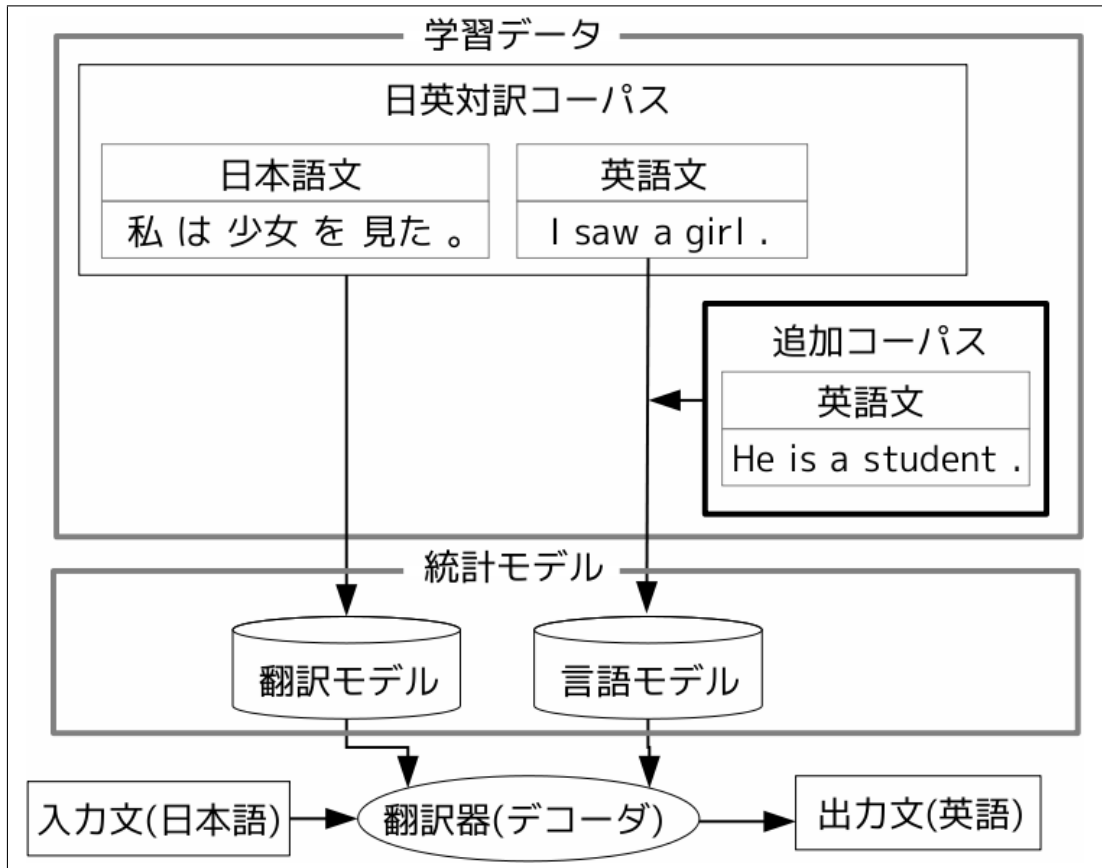 学習データ
日英対訳コーパス
日本語文
英語文
私 は 少女 を 見た 。
I saw a girl .
追加コーパス
英語文
He is a student .
統計モデル
翻訳モデル
言語モデル
入力文(日本語)
翻訳器(デコーダ)
出力文(英語)